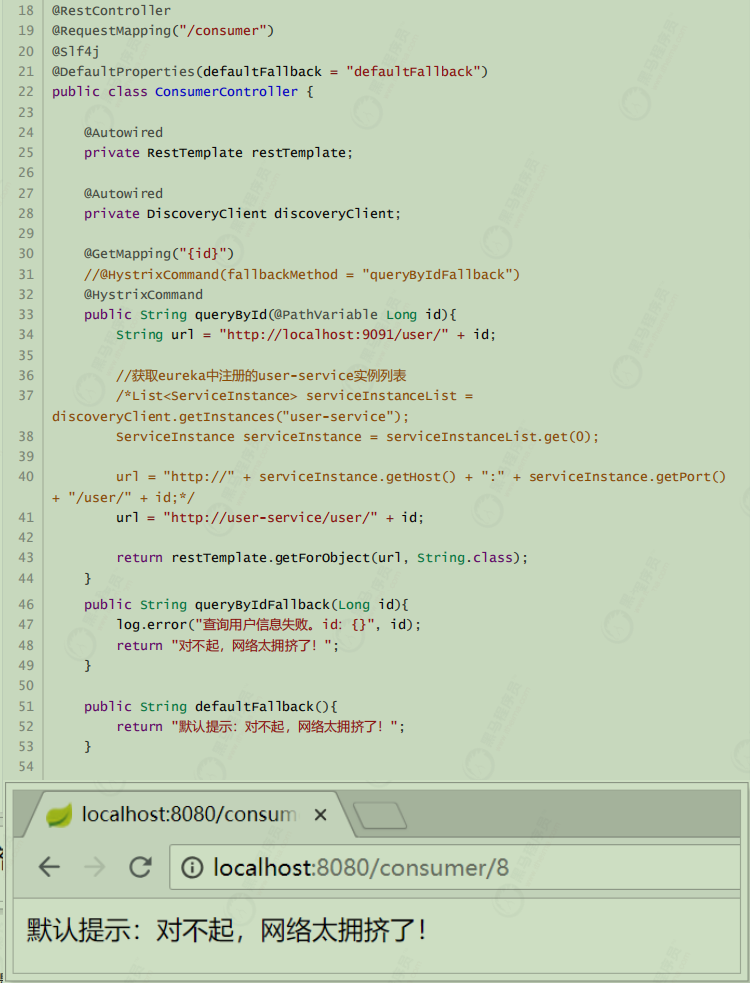 18 @RestController
19 @RequestMapping("/consumer")
20 @Slf4j
21 @DefaultProperties(defaultFallback = "defaultFallback")
22 public class ConsumerController {
23
24 @Autowired
25 private RestTemplate restTemplate;
26
27 @Autowired
28 private DiscoveryClient discoveryClient;
29
30 @GetMapping("{id}")
31 //@HystrixCommand(fallbackMethod = "queryByIdFallback")
32 @HystrixCommand
33 public String queryById(@PathVariable Long id){
34 String url = "http://localhost:9091/user/" + id;
35
36 //获取eureka中注册的user-service实例列表
37 /*List<ServiceInstance> serviceInstanceList =
discoveryClient.getInstances("user-service");
38 ServiceInstance serviceInstance = serviceInstanceList.get(0);
39
40 url = "http://" + serviceInstance.getHost() + ":" + serviceInstance.getPort()
+ "/user/" + id;*/
41 url = "http://user-service/user/" + id;
42
43 return restTemplate.getForObject(url, String.class);
44 }
46 public String queryByIdFallback(Long id){
47 log.error("查询用户信息失败。id：{}", id);
48 return "对不起，网络太拥挤了！";
49 }
50
51 public String defaultFallback(){
52 return "默认提示：对不起，网络太拥挤了！";
53 }
54
localhost:8080/consum
localhost:8080/consumer/8
默认提示：对不起，网络太拥挤了！